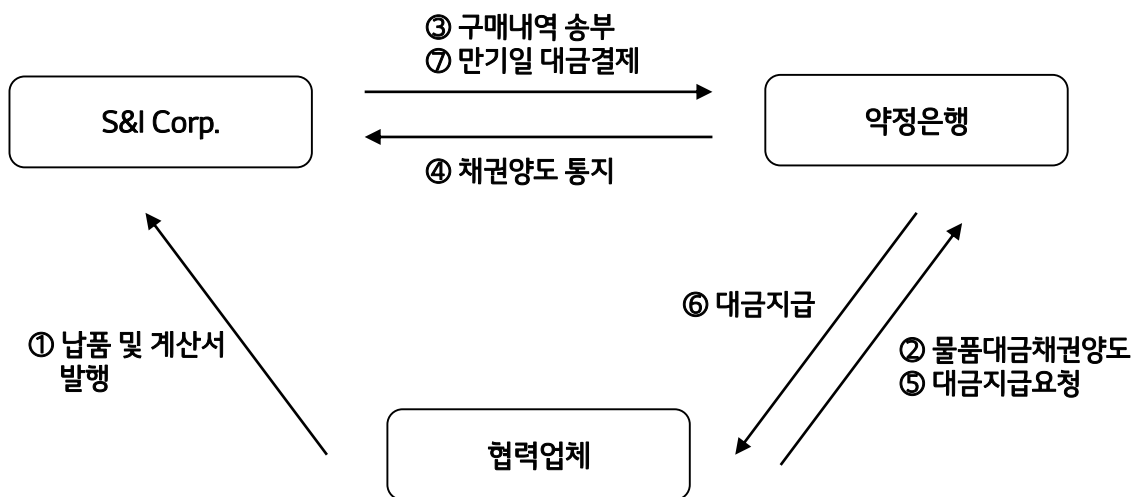 ③ 구매내역 송부
⑦ 만기일 대금결제
S&I Corp.
약정은행
④ 채권양도 통지
⑥ 대금지급
① 납품 및 계산서
발행
② 물품대금채권양도
⑤ 대금지급요청
협력업체